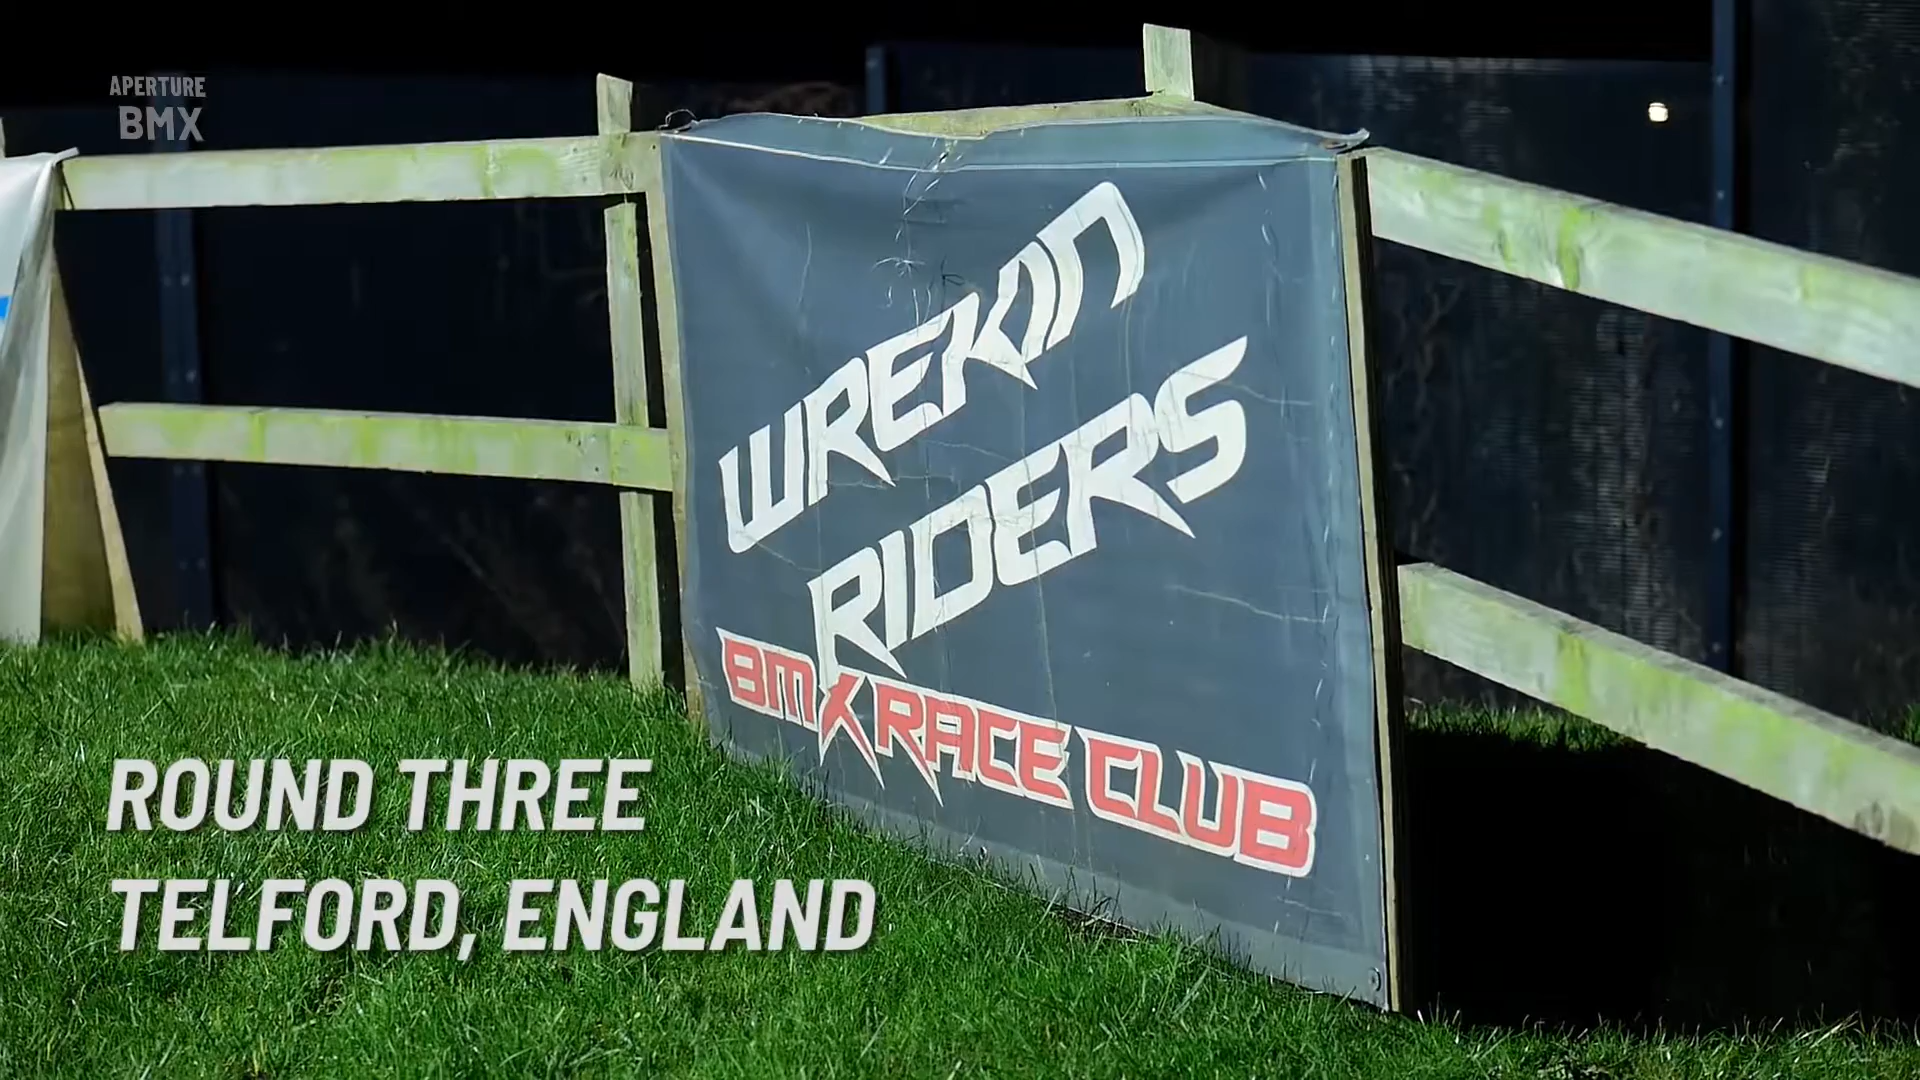 APERTURE
BMX
WREKIN
RIDERS
BMX RACE CLUB
ROUND THREE
TELFORD, ENGLAND